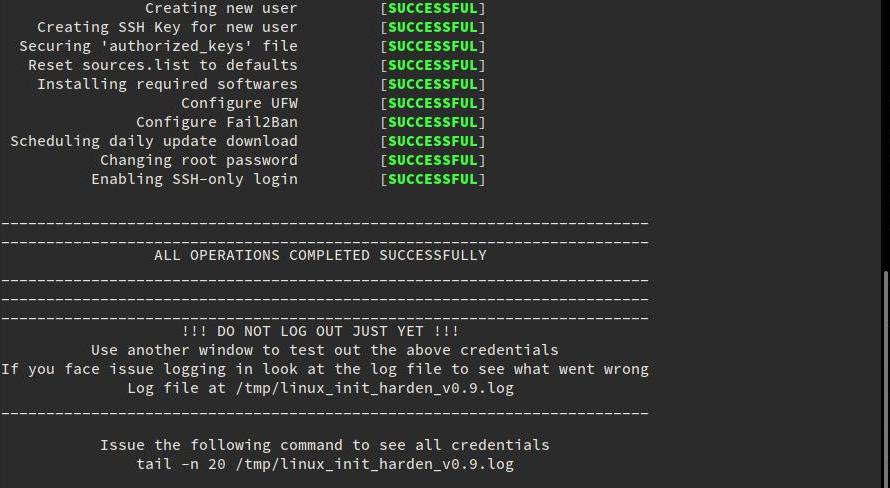 Creating new user [SUCCESSFUL]
Creating SSH Key for new user [SUCCESSFUL]
Securing 'authorized_keys' file [SUCCESSFUL]
Reset sources.list to defaults [SUCCESSFUL]
Installing required softwares [SUCCESSFUL]
Configure UFW [SUCCESSFUL]
Configure Fail2Ban [SUCCESSFUL]
Scheduling daily update download [SUCCESSFUL]
Changing root password [SUCCESSFUL]
Enabling SSH-only login [SUCCESSFUL]
------------------------------------------------------------------------
------------------------------------------------------------------------
ALL OPERATIONS COMPLETED SUCCESSFULLY
------------------------------------------------------------------------
------------------------------------------------------------------------
------------------------------------------------------------------------
!!! DO NOT LOG OUT JUST YET !!!
Use another window to test out the above credentials
If you face issue logging in look at the log file to see what went wrong
Log file at /tmp/linux_init_harden_v0.9.log
------------------------------------------------------------------------
Issue the following command to see all credentials
tail -n 20 /tmp/linux_init_harden_v0.9.log